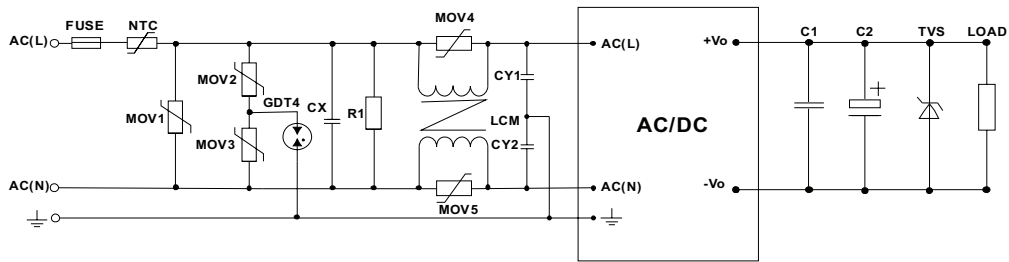 FUSE NTC MOV4 C1 C2 TVS LOAD
AC(L) AC(L) +Vo
MOV2 CY1
GDT4
MOV1 CX R1 LCM AC/DC
MOV3 CY2
AC(N) AC(N) -Vo
MOV5